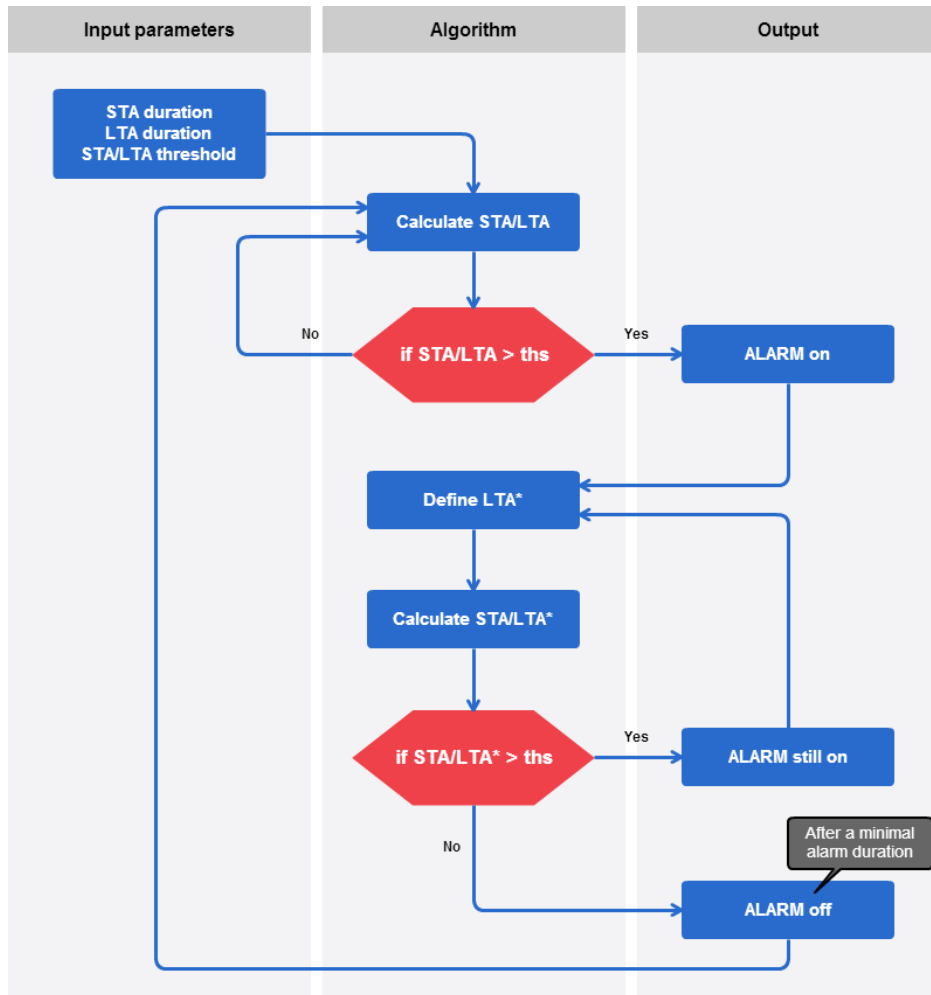 Input parameters
Algorithm
Output
STA duration
LTA duration
STA/LTA threshold
Calculate STA/LTA
No
if STA/LTA > ths
Yes
ALARM on
Define LTA*
Calculate STA/LTA*
if STA/LTA* > ths
Yes
ALARM still on
No
After a minimal
alarm duration
ALARM off